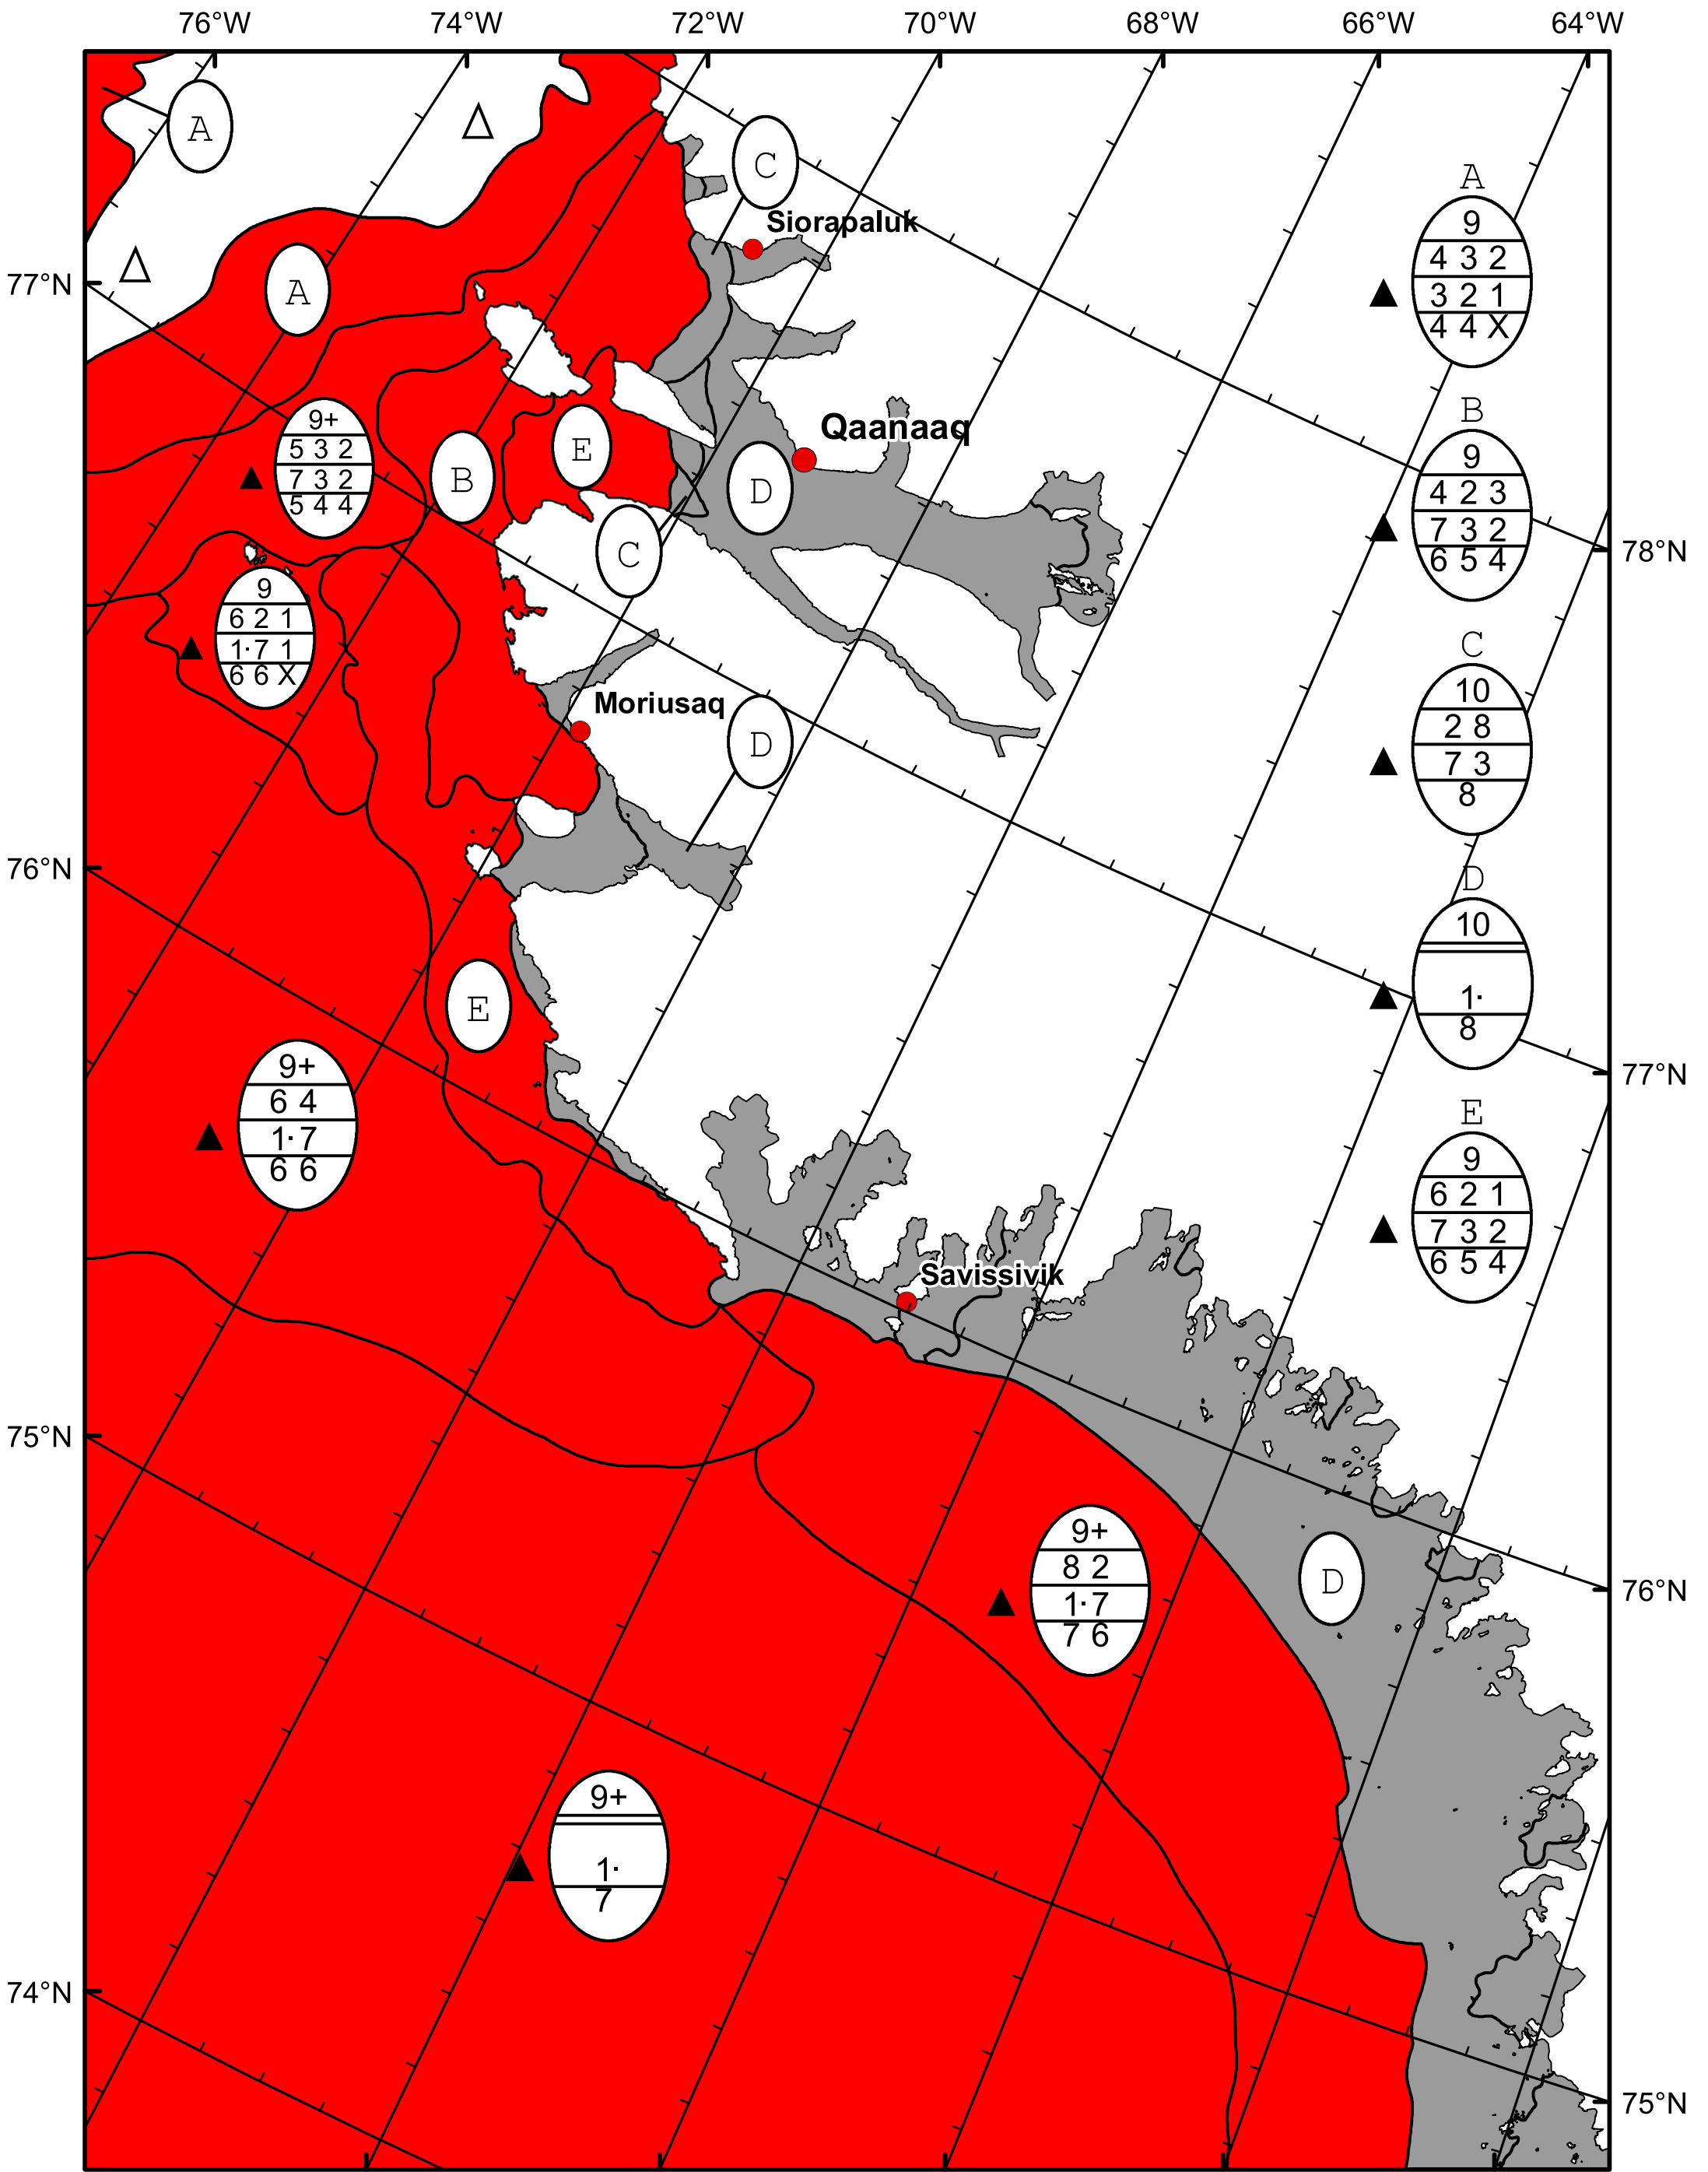 76°W 74°W 72°W 70°W 68°W 66°W 64°W
A
C
Siorapaluk
A
9
4 3 2
3 2 1
4 4 X
77°N
A
B
9
4 2 3
7 3 2
6 5 4
9+
5 3 2
7 3 2
5 4 4
B
E
Qaanaaq
D
C
78°N
9
6 2 1
1· 7 1
6 6 X
C
10
2 8
7 3
8
Moriusaq
D
76°N
D
10
1·
8
E
77°N
9+
6 4
1· 7
6 6
E
9
6 2 1
7 3 2
6 5 4
Savissivik
75°N
9+
8 2
1· 7
7 6
D
76°N
9+
1·
7
74°N
75°N